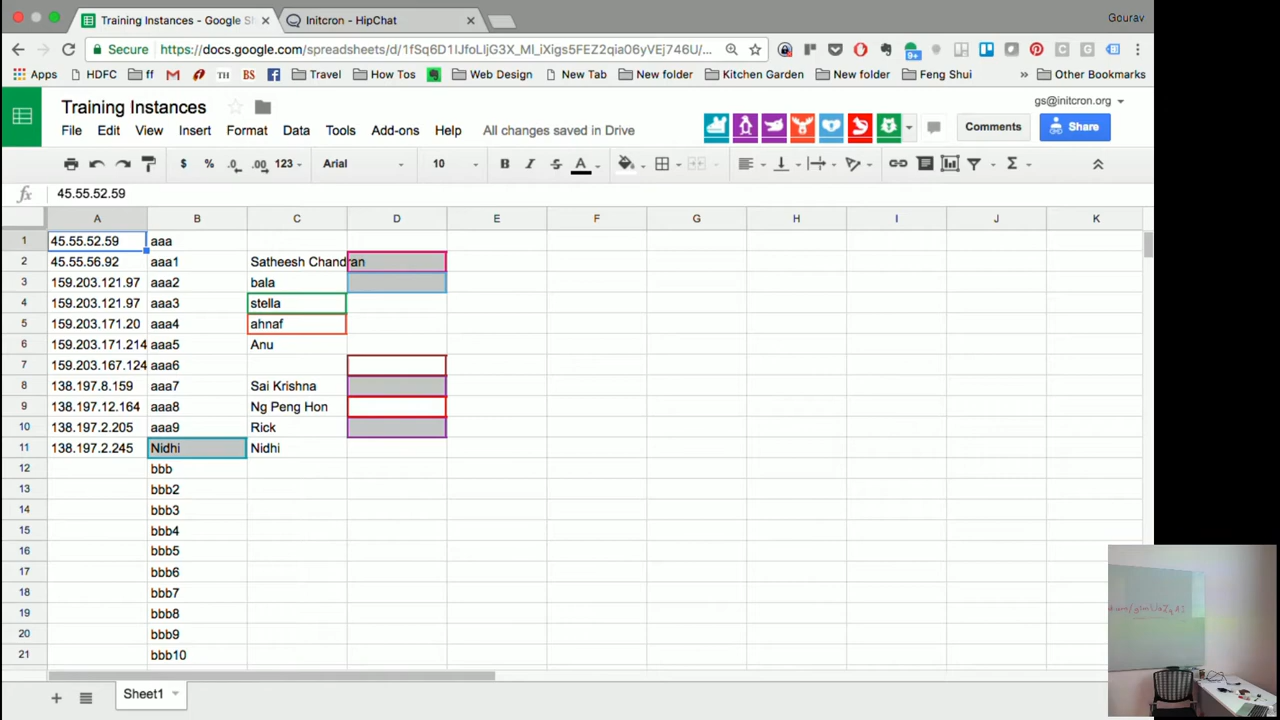 Training Instances - Google Sh
Initcron - HipChat
Gourav
Secure
https://docs.google.com/spreadsheets/d/
Apps
HDFC
ff
TII
BS
Travel
How Tos
Web Design
New Tab
New folder
Kitchen Garden
New folder
Feng Shui
»
Other Bookmarks
Training Instances
gs@initcron.org
File Edit View Insert Format Data Tools Add-ons Help All changes saved in Drive
Comments
Share
$ % .0 .00 123 Arial 10 B I S A Σ
fx 45.55.52.59
A B C D E F G H I J K
1 45.55.52.59 aaa
2 45.55.56.92 aaa1 Satheesh Chandran
3 159.203.121.97 aaa2 bala
4 159.203.121.97 aaa3 stella
5 159.203.171.20 aaa4 ahnaf
6 159.203.171.214 aaa5 Anu
7 159.203.167.124 aaa6
8 138.197.8.159 aaa7 Sai Krishna
9 138.197.12.164 aaa8 Ng Peng Hon
10 138.197.2.205 aaa9 Rick
11 138.197.2.245 Nidhi Nidhi
12 bbb
13 bbb2
14 bbb3
15 bbb4
16 bbb5
17 bbb6
18 bbb7
19 bbb8
20 bbb9
21 bbb10
Sheet1